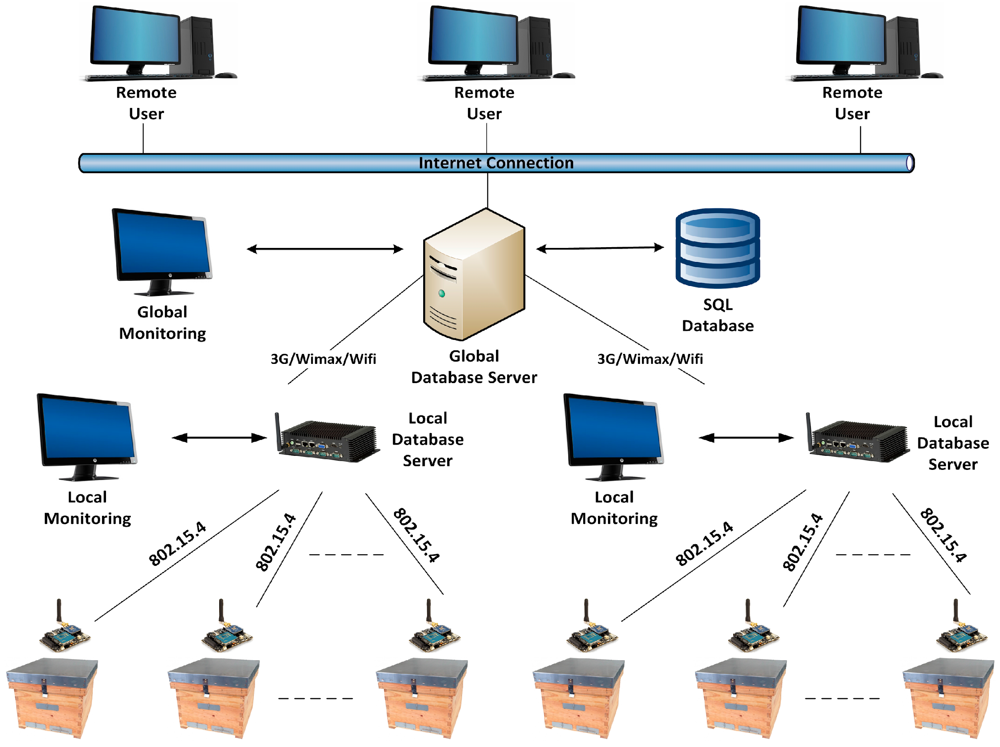 Remote
User
Remote
User
Remote
User
Internet Connection
Global
Monitoring
SQL
Database
3G/Wimax/Wifi
Global
Database Server
3G/Wimax/Wifi
Local
Monitoring
Local
Database
Server
Local
Monitoring
Local
Database
Server
802.15.4
802.15.4
802.15.4
802.15.4
802.15.4
802.15.4